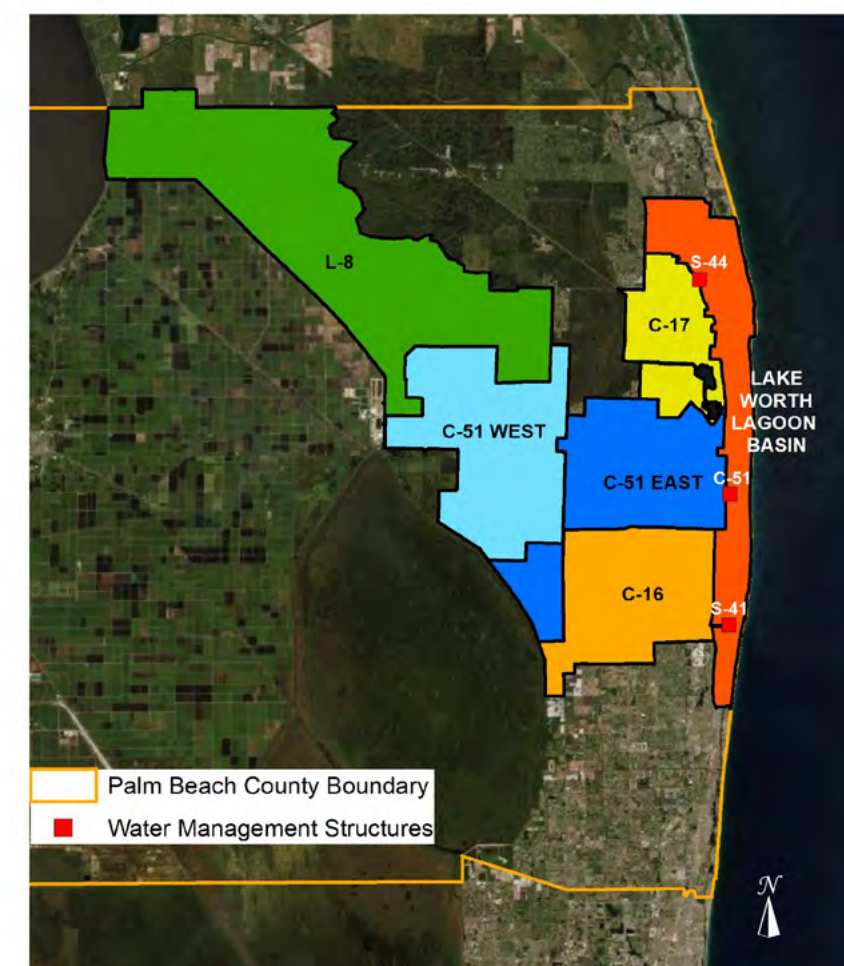 S-44
L-8
C-17
LAKE
WORTH
LAGOON
BASIN
C-51 WEST
C-51
C-51 EAST
C-16
S-41
Palm Beach County Boundary
Water Management Structures
N